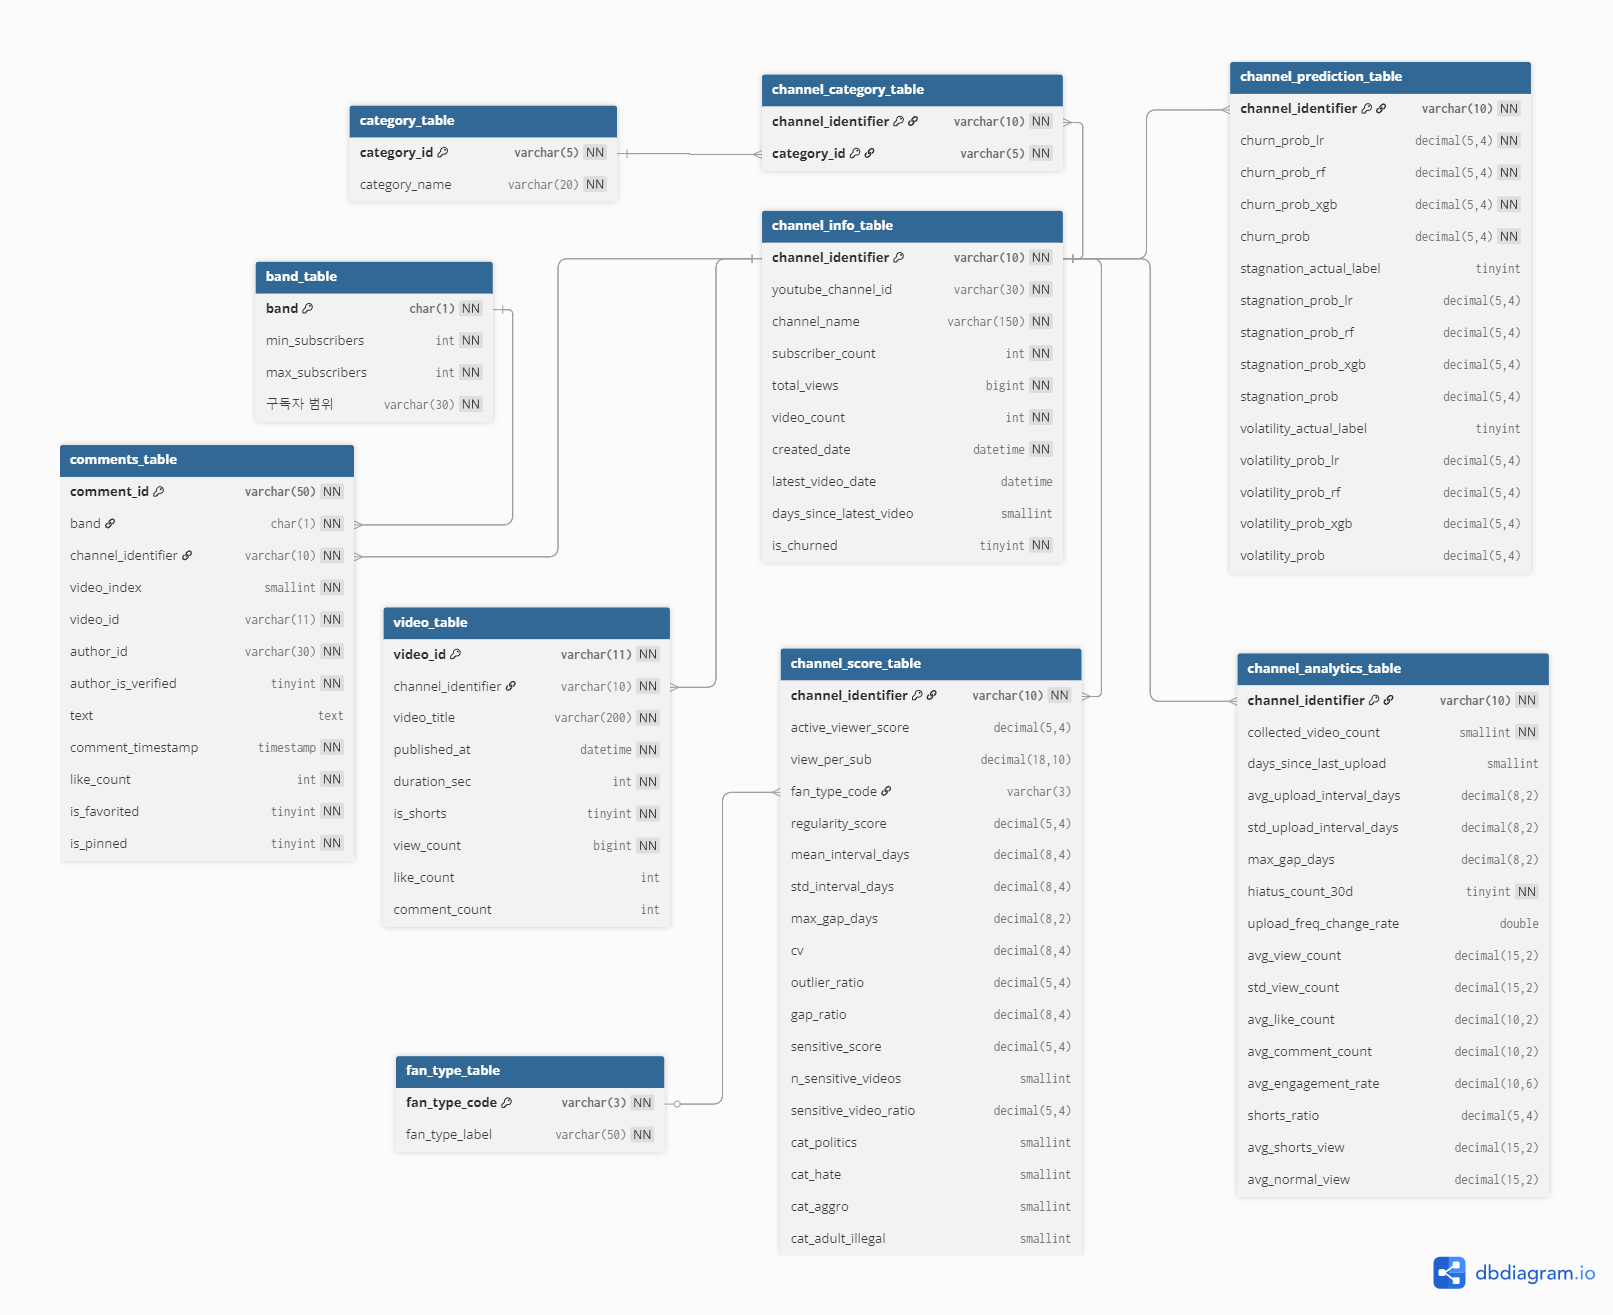 category_table
category_id varchar(5) NN
category_name varchar(20) NN
channel_category_table
channel_identifier varchar(10) NN
category_id varchar(5) NN
channel_prediction_table
channel_identifier varchar(10) NN
churn_prob_lr decimal(5,4) NN
churn_prob_rf decimal(5,4) NN
churn_prob_xgb decimal(5,4) NN
churn_prob decimal(5,4) NN
stagnation_actual_label tinyint
stagnation_prob_lr decimal(5,4)
stagnation_prob_rf decimal(5,4)
stagnation_prob_xgb decimal(5,4)
stagnation_prob decimal(5,4)
volatility_actual_label tinyint
volatility_prob_lr decimal(5,4)
volatility_prob_rf decimal(5,4)
volatility_prob_xgb decimal(5,4)
volatility_prob decimal(5,4)
channel_info_table
channel_identifier varchar(10) NN
youtube_channel_id varchar(30) NN
channel_name varchar(150) NN
subscriber_count int NN
total_views bigint NN
video_count int NN
created_date datetime NN
latest_video_date datetime
days_since_latest_video smallint
is_churned tinyint NN
band_table
band char(1) NN
min_subscribers int NN
max_subscribers int NN
구독자 범위 varchar(30) NN
comments_table
comment_id varchar(50) NN
band char(1) NN
channel_identifier varchar(10) NN
video_index smallint NN
video_id varchar(11) NN
author_id varchar(30) NN
author_is_verified tinyint NN
text text
comment_timestamp timestamp NN
like_count int NN
is_favorited tinyint NN
is_pinned tinyint NN
video_table
video_id varchar(11) NN
channel_identifier varchar(10) NN
video_title varchar(200) NN
published_at datetime NN
duration_sec int NN
is_shorts tinyint NN
view_count bigint NN
like_count int
comment_count int
channel_score_table
channel_identifier varchar(10) NN
active_viewer_score decimal(5,4)
view_per_sub decimal(18,10)
fan_type_code varchar(3)
regularity_score decimal(5,4)
mean_interval_days decimal(8,4)
std_interval_days decimal(8,4)
max_gap_days decimal(8,2)
cv decimal(8,4)
outlier_ratio decimal(5,4)
gap_ratio decimal(8,4)
sensitive_score decimal(5,4)
n_sensitive_videos smallint
sensitive_video_ratio decimal(5,4)
cat_politics smallint
cat_hate smallint
cat_aggro smallint
cat_adult_illegal smallint
channel_analytics_table
channel_identifier varchar(10) NN
collected_video_count smallint NN
days_since_last_upload smallint
avg_upload_interval_days decimal(8,2)
std_upload_interval_days decimal(8,2)
max_gap_days decimal(8,2)
hiatus_count_30d tinyint NN
upload_freq_change_rate double
avg_view_count decimal(15,2)
std_view_count decimal(15,2)
avg_like_count decimal(10,2)
avg_comment_count decimal(10,2)
avg_engagement_rate decimal(10,6)
shorts_ratio decimal(5,4)
avg_shorts_view decimal(15,2)
avg_normal_view decimal(15,2)
fan_type_table
fan_type_code varchar(3) NN
fan_type_label varchar(50) NN
dbdiagram.io